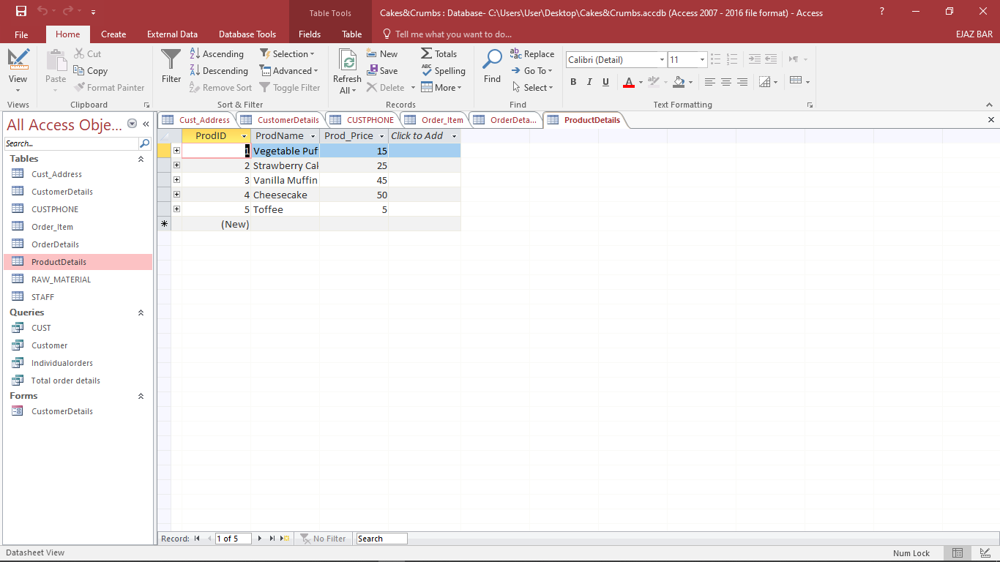 Table Tools
Cakes&Crumbs : Database- C:\Users\User\Desktop\Cakes&Crumbs.accdb (Access 2007 - 2016 file format) - Access
?
File Home Create External Data Database Tools Fields Table Tell me what you want to do... EJAZ BAR
View
Paste
Cut
Copy
Format Painter
Filter
Ascending
Descending
Remove Sort
Selection
Advanced
Toggle Filter
Refresh
All
New
Save
Delete
Totals
Spelling
More
Find
Replace
Go To
Select
Calibri (Detail) 11
B I U A
Views Clipboard Sort & Filter Records Find Text Formatting
All Access Obje...
Search...
Tables
Cust_Address
CustomerDetails
CUSTPHONE
Order_Item
OrderDetails
ProductDetails
RAW_MATERIAL
STAFF
Queries
CUST
Customer
Individualorders
Total order details
Forms
CustomerDetails
Cust_Address CustomerDetails CUSTPHONE Order_Item OrderDeta... ProductDetails
ProdID ProdName Prod_Price Click to Add
1 Vegetable Puf 15
2 Strawberry Cak 25
3 Vanilla Muffin 45
4 Cheesecake 50
5 Toffee 5
(New)
Record: 1 of 5 No Filter Search
Datasheet View Num Lock